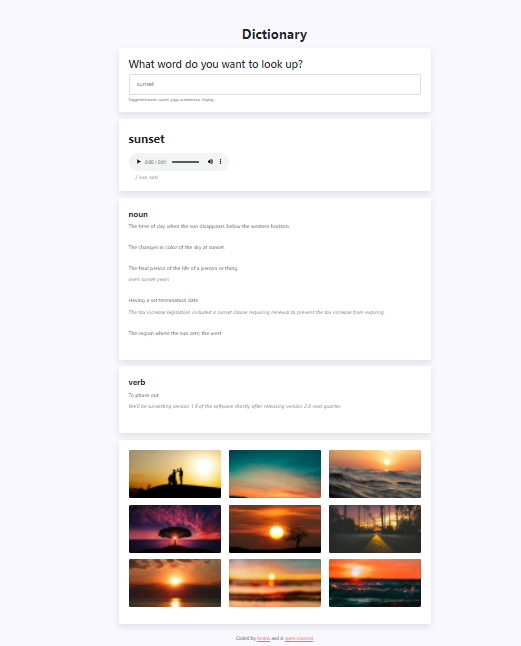 Dictionary
What word do you want to look up?
sunset
Suggested words: sunset, yoga,
sunset
0:00 / 0:01
noun
The time of day when the sun disappears below the western horizon.
The changes in color of the sky at sunset.
The final period of the life of a person or thing.
one's sunset years
Having a set termination date.
The tax increase legislation included a sunset clause requiring renewal to prevent the tax increase from expiring.
The region where the sun sets; the west.
verb
To phase out.
We'll be sunsetting version 1.9 of the software shortly after releasing version 2.0 next quarter.
Coded by and is open-sourced